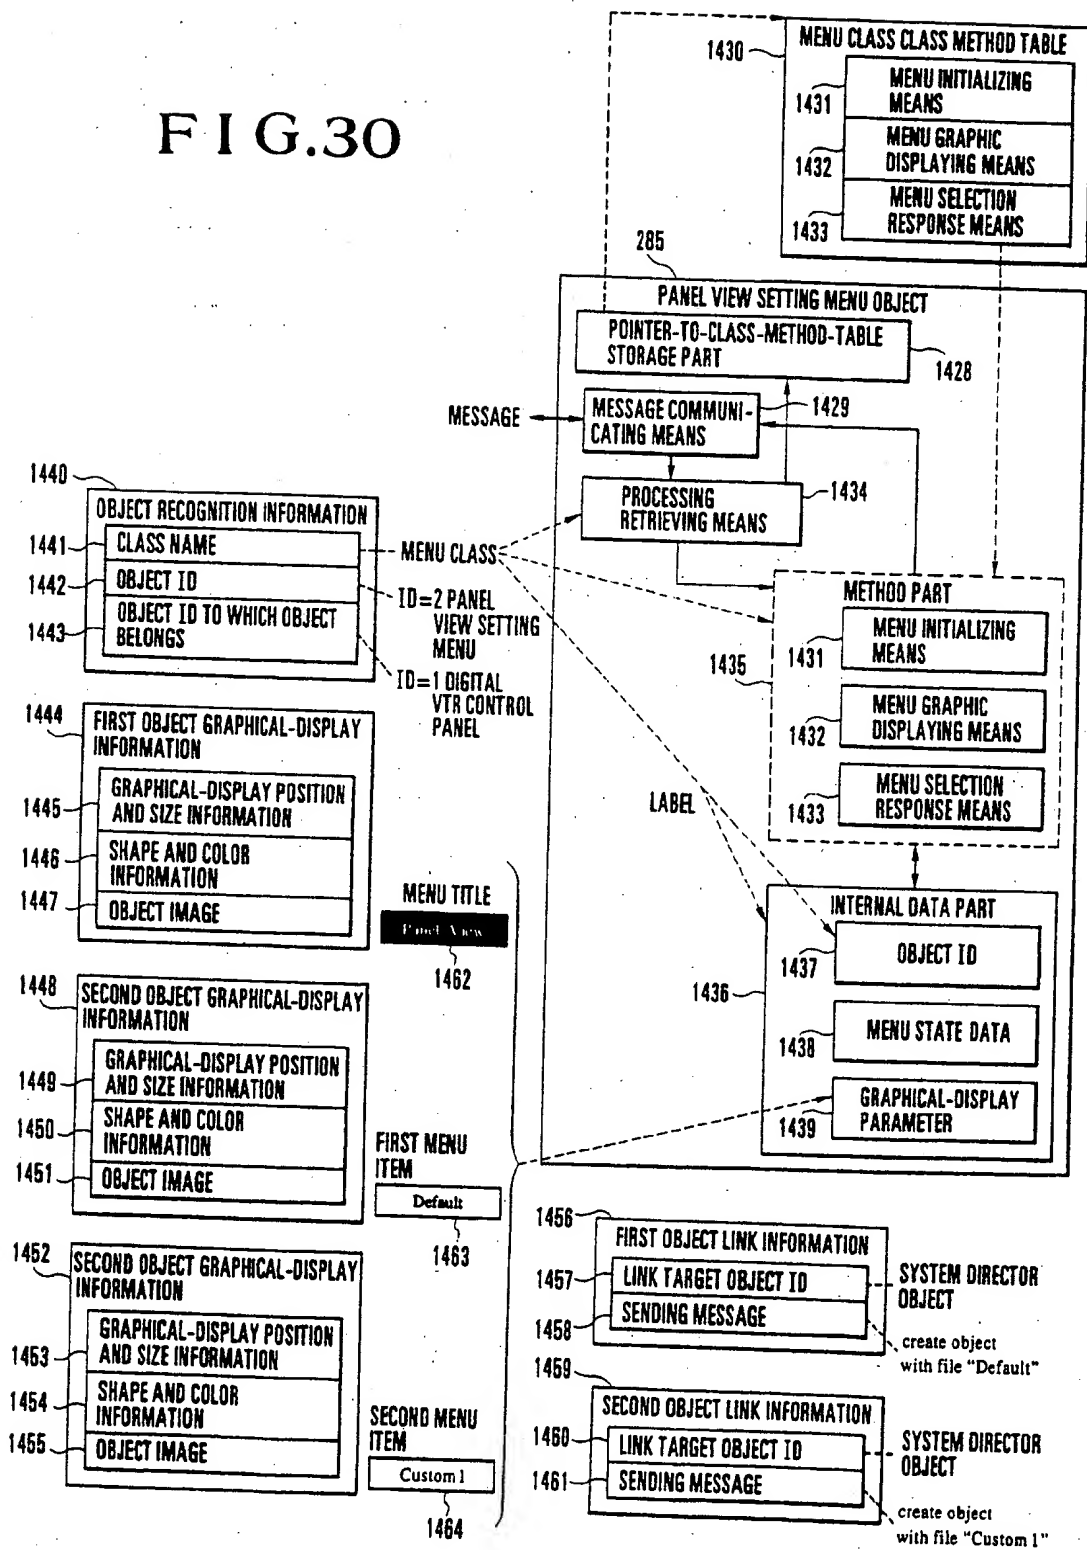 FIG.30
1430
MENU CLASS CLASS METHOD TABLE
1431
MENU INITIALIZING
MEANS
1432
MENU GRAPHIC
DISPLAYING MEANS
1433
MENU SELECTION
RESPONSE MEANS
285
PANEL VIEW SETTING MENU OBJECT
POINTER-TO-CLASS-METHOD-TABLE
STORAGE PART
1428
MESSAGE
MESSAGE COMMUNI-
CATING MEANS
1429
PROCESSING
RETRIEVING MEANS
1434
1440
OBJECT RECOGNITION INFORMATION
1441
CLASS NAME
MENU CLASS
1442
OBJECT ID
ID=2 PANEL
VIEW SETTING
MENU
1443
OBJECT ID TO WHICH OBJECT
BELONGS
ID=1 DIGITAL
VTR CONTROL
PANEL
METHOD PART
1435
1431
MENU INITIALIZING
MEANS
1432
MENU GRAPHIC
DISPLAYING MEANS
1433
MENU SELECTION
RESPONSE MEANS
LABEL
1444
FIRST OBJECT GRAPHICAL-DISPLAY
INFORMATION
1445
GRAPHICAL-DISPLAY POSITION
AND SIZE INFORMATION
1446
SHAPE AND COLOR
INFORMATION
1447
OBJECT IMAGE
MENU TITLE
Panel View
1462
INTERNAL DATA PART
1436
1437
OBJECT ID
1438
MENU STATE DATA
1439
GRAPHICAL-DISPLAY
PARAMETER
1448
SECOND OBJECT GRAPHICAL-DISPLAY
INFORMATION
1449
GRAPHICAL-DISPLAY POSITION
AND SIZE INFORMATION
1450
SHAPE AND COLOR
INFORMATION
1451
OBJECT IMAGE
FIRST MENU
ITEM
Default
1463
1452
SECOND OBJECT GRAPHICAL-DISPLAY
INFORMATION
1453
GRAPHICAL-DISPLAY POSITION
AND SIZE INFORMATION
1454
SHAPE AND COLOR
INFORMATION
1455
OBJECT IMAGE
SECOND MENU
ITEM
Custom 1
1464
1456
FIRST OBJECT LINK INFORMATION
1457
LINK TARGET OBJECT ID
SYSTEM DIRECTOR
OBJECT
1458
SENDING MESSAGE
create object
with file "Default"
1459
SECOND OBJECT LINK INFORMATION
1460
LINK TARGET OBJECT ID
SYSTEM DIRECTOR
OBJECT
1461
SENDING MESSAGE
create object
with file "Custom 1"